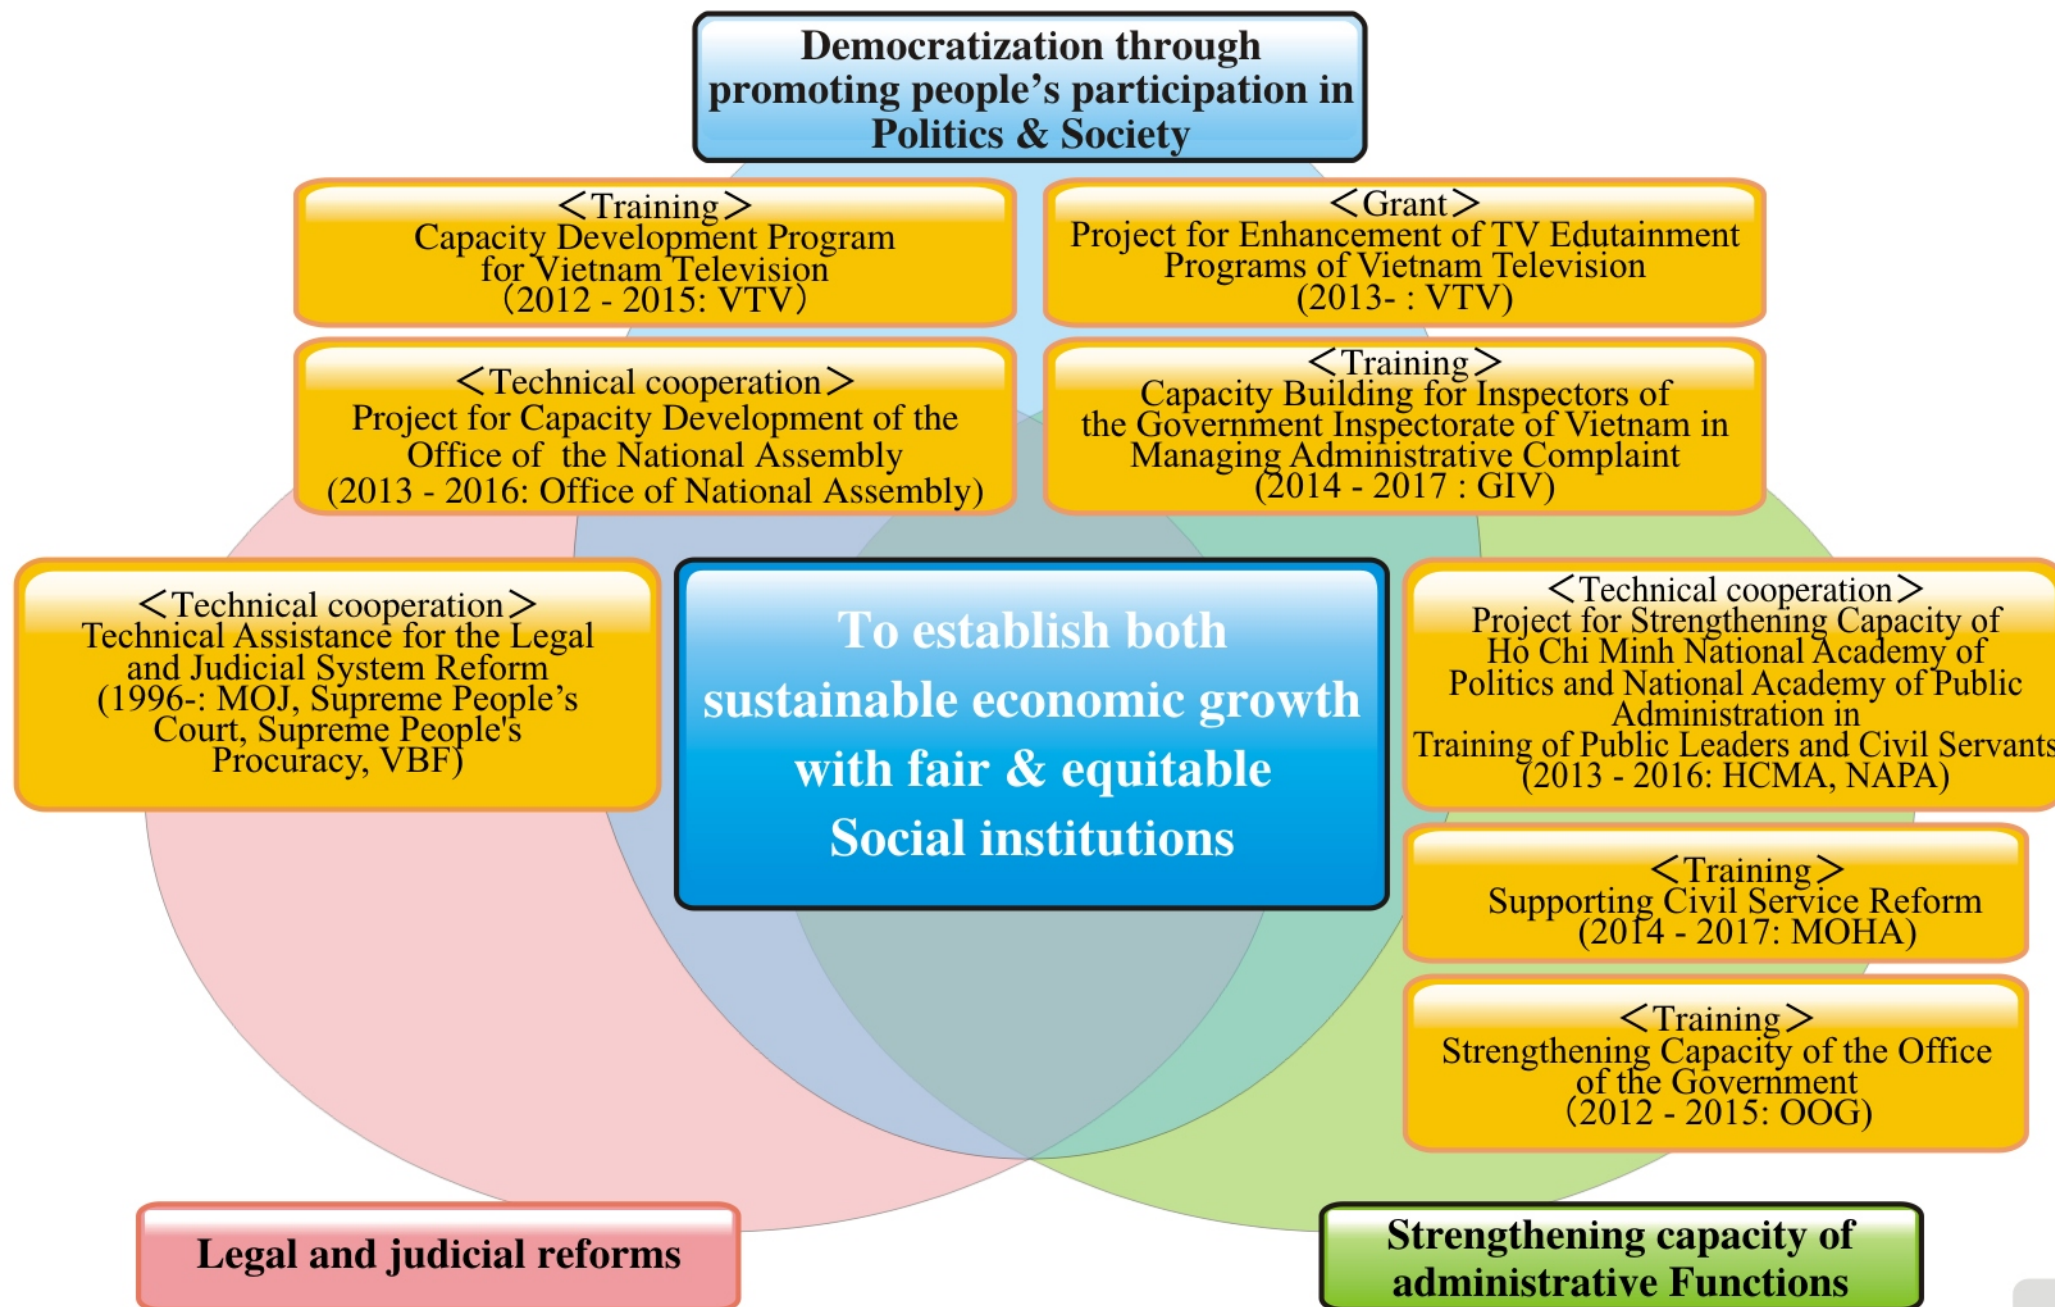 Democratization through
promoting people’s participation in
Politics & Society
<Training>
Capacity Development Program
for Vietnam Television
(2012 - 2015: VTV)
<Grant>
Project for Enhancement of TV Edutainment
Programs of Vietnam Television
(2013- : VTV)
<Technical cooperation>
Project for Capacity Development of the
Office of the National Assembly
(2013 - 2016: Office of National Assembly)
<Training>
Capacity Building for Inspectors of
the Government Inspectorate of Vietnam in
Managing Administrative Complaint
(2014 - 2017 : GIV)
<Technical cooperation>
Technical Assistance for the Legal
and Judicial System Reform
(1996-: MOJ, Supreme People’s
Court, Supreme People's
Procuracy, VBF)
To establish both
sustainable economic growth
with fair & equitable
Social institutions
<Technical cooperation>
Project for Strengthening Capacity of
Ho Chi Minh National Academy of
Politics and National Academy of Public
Administration in
Training of Public Leaders and Civil Servants
(2013 - 2016: HCMA, NAPA)
<Training>
Supporting Civil Service Reform
(2014 - 2017: MOHA)
<Training>
Strengthening Capacity of the Office
of the Government
(2012 - 2015: OOG)
Legal and judicial reforms
Strengthening capacity of
administrative Functions